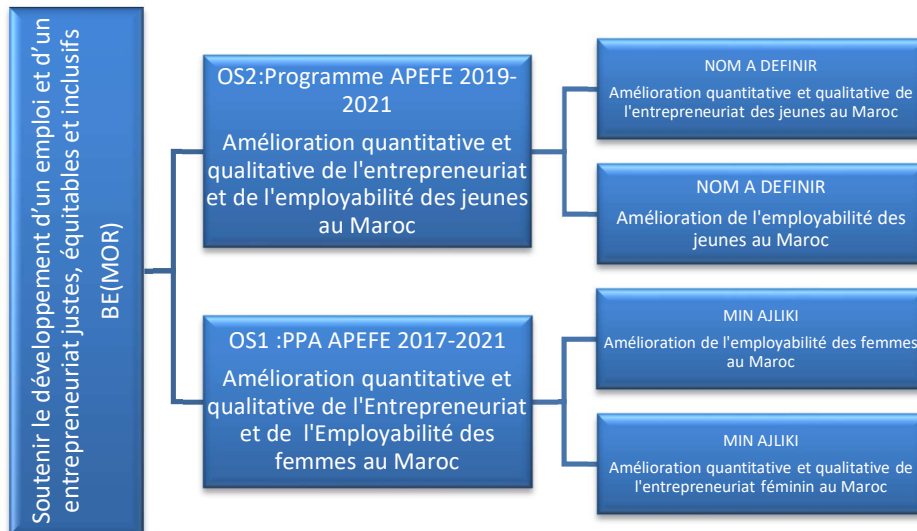 Soutenir le développement d'un emploi et d'un
entrepreneuriat justes, équitables et inclusifs
BE(MOR)
OS2:Programme APEFE 2019-
2021
Amélioration quantitative et
qualitative de l'entrepreneuriat
et de l'employabilité des jeunes
au Maroc
NOM A DEFINIR
Amélioration quantitative et qualitative de
l'entrepreneuriat des jeunes au Maroc
NOM A DEFINIR
Amélioration de l'employabilité des
jeunes au Maroc
OS1 :PPA APEFE 2017-2021
Amélioration quantitative et
qualitative de l'Entrepreneuriat
et de l'Employabilité des
femmes au Maroc
MIN AJLIKI
Amélioration de l'employabilité des femmes
au Maroc
MIN AJLIKI
Amélioration quantitative et qualitative de
l'entrepreneuriat féminin au Maroc